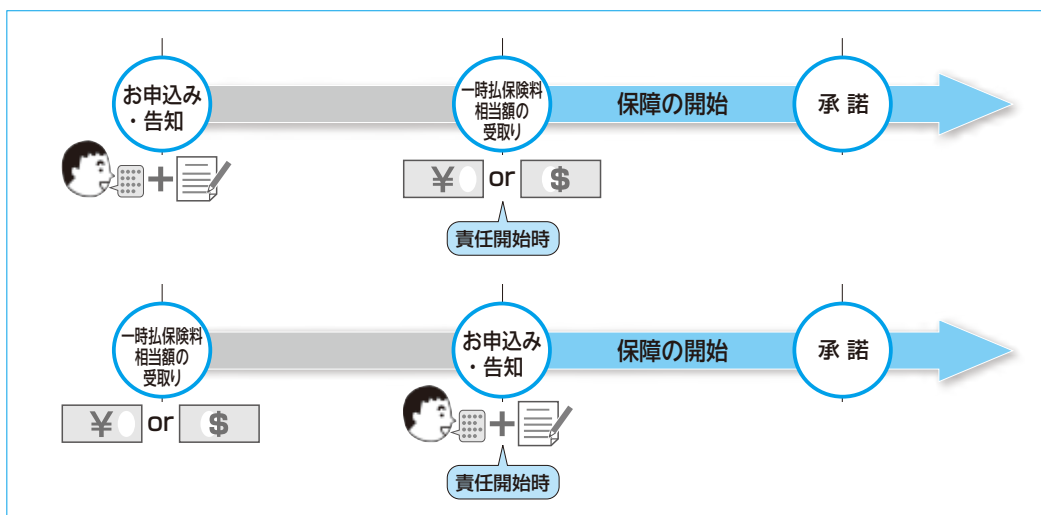 お申込み
・告知
一時払保険料
相当額の
受取り
保障の開始
承諾
¥ or $
責任開始時
一時払保険料
相当額の
受取り
お申込み
・告知
保障の開始
承諾
¥ or $
責任開始時